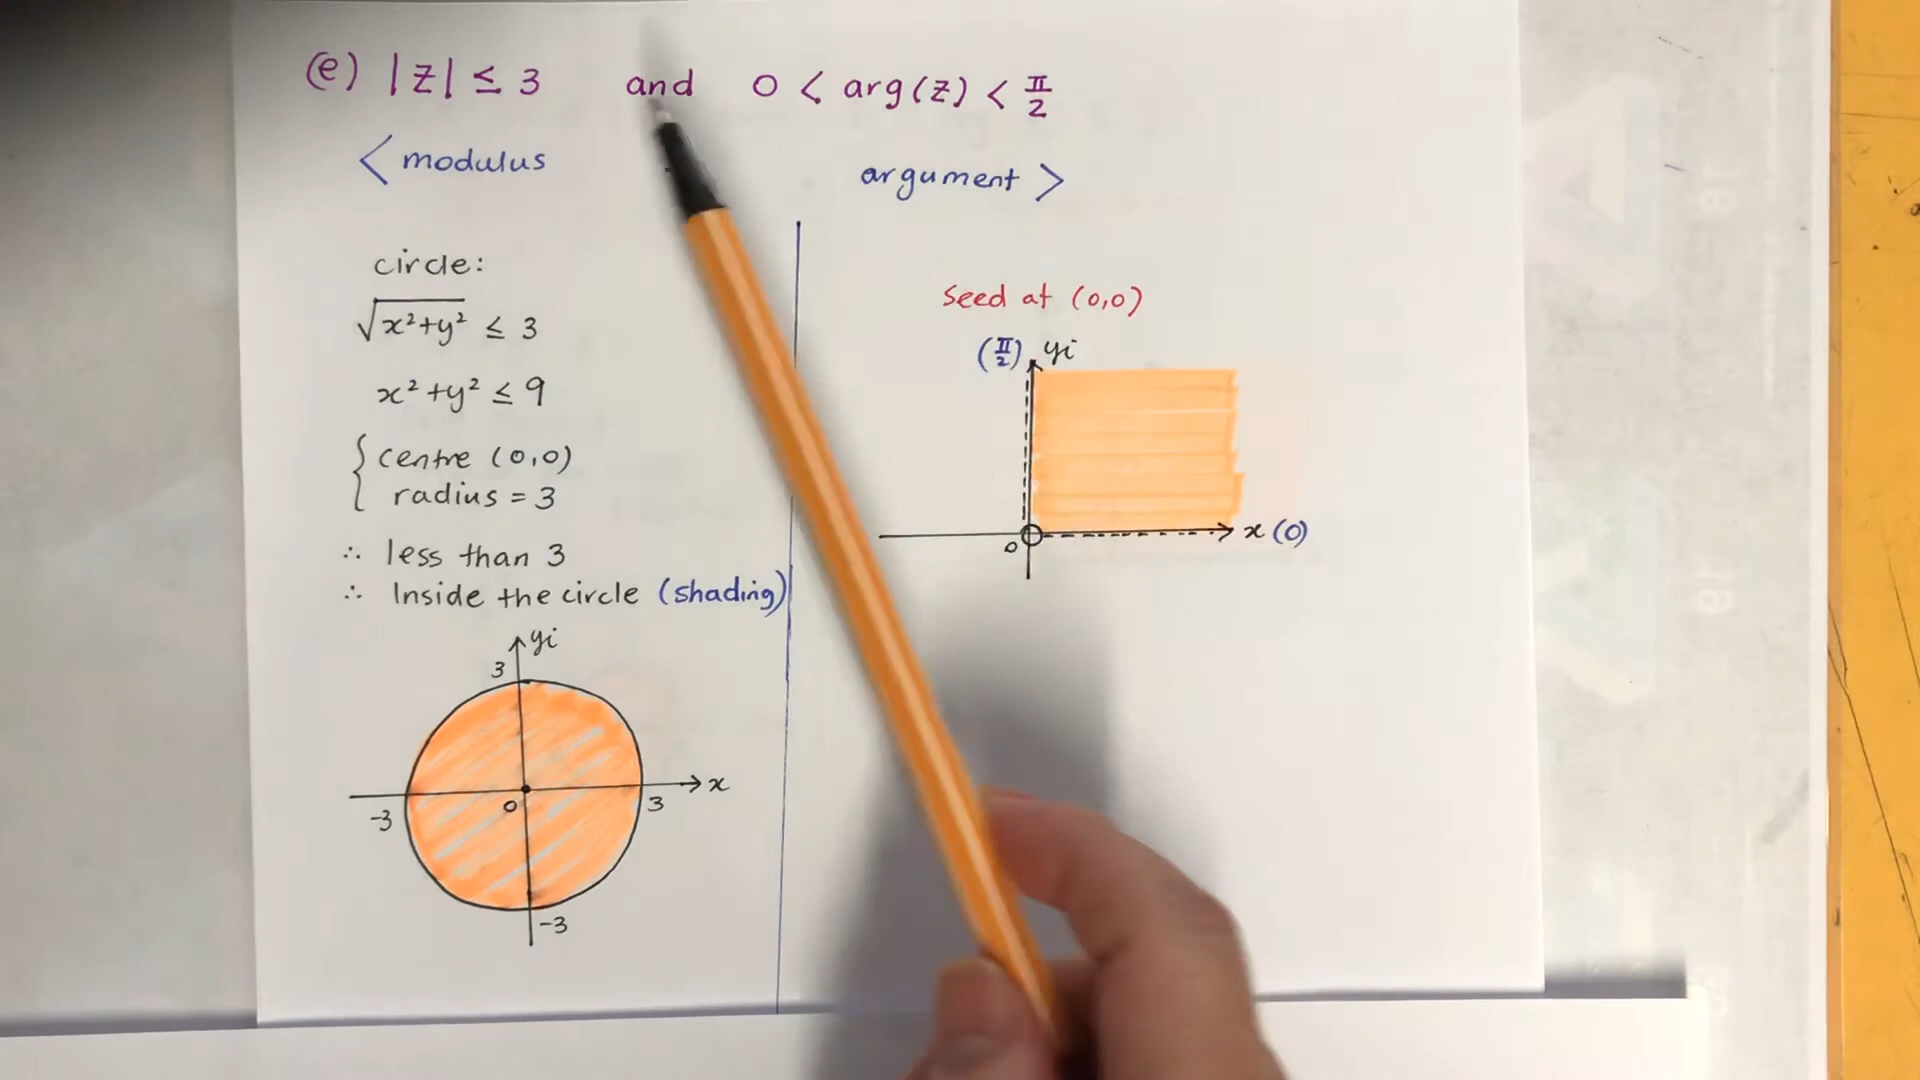 (e) |z| ≤ 3 and 0 < arg(z) < π/2
< modulus
argument >
circle:
√x²+y² ≤ 3
x²+y² ≤ 9
{ centre (0,0)
radius = 3
∴ less than 3
∴ Inside the circle (shading)
yi
3
x
0
-3
3
-3
Seed at (0,0)
(π/2) yi
0
x (0)